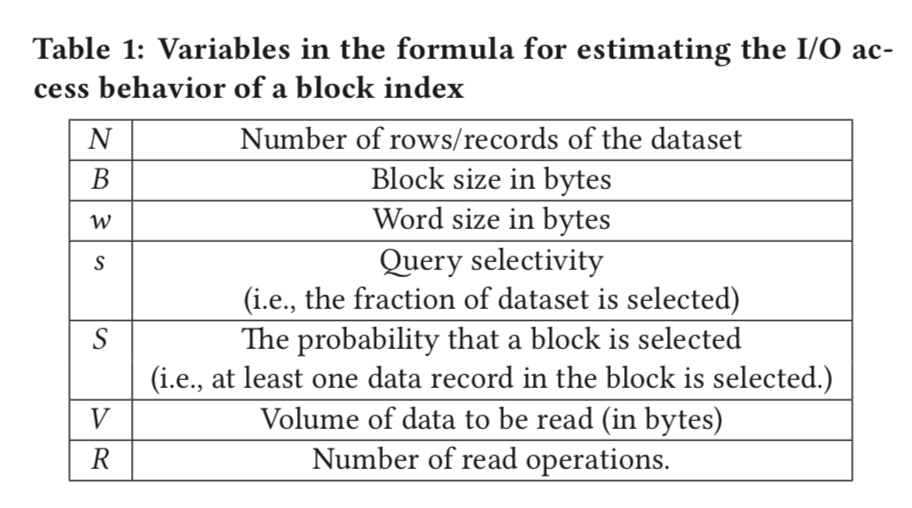 Table 1: Variables in the formula for estimating the I/O ac-
cess behavior of a block index
N Number of rows/records of the dataset
B Block size in bytes
w Word size in bytes
s Query selectivity
(i.e., the fraction of dataset is selected)
S The probability that a block is selected
(i.e., at least one data record in the block is selected.)
V Volume of data to be read (in bytes)
R Number of read operations.